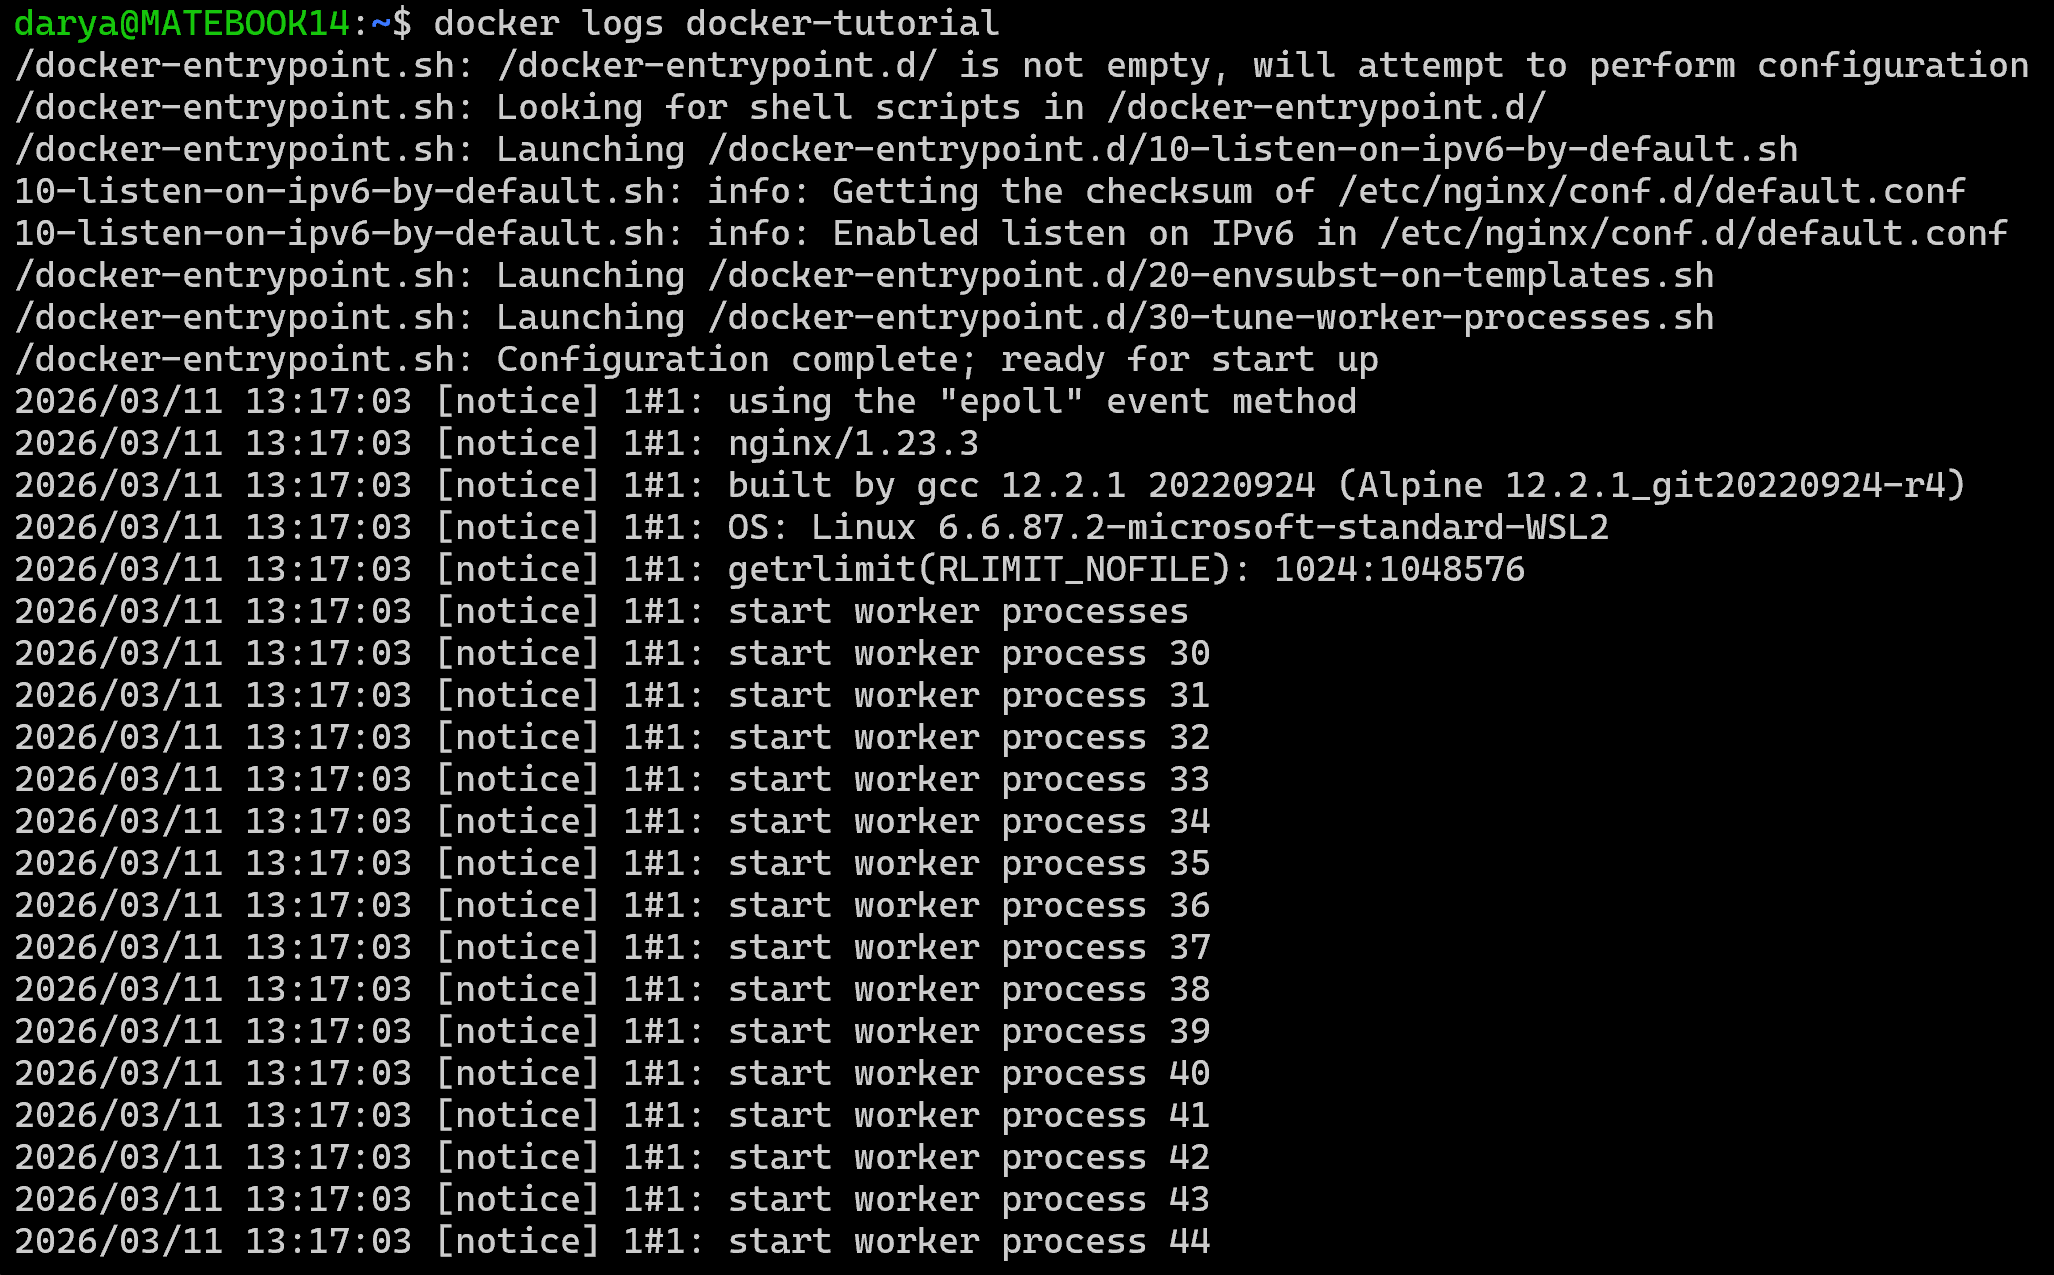 darya@MATEBOOK14:~$ docker logs docker-tutorial
/docker-entrypoint.sh: /docker-entrypoint.d/ is not empty, will attempt to perform configuration
/docker-entrypoint.sh: Looking for shell scripts in /docker-entrypoint.d/
/docker-entrypoint.sh: Launching /docker-entrypoint.d/10-listen-on-ipv6-by-default.sh
10-listen-on-ipv6-by-default.sh: info: Getting the checksum of /etc/nginx/conf.d/default.conf
10-listen-on-ipv6-by-default.sh: info: Enabled listen on IPv6 in /etc/nginx/conf.d/default.conf
/docker-entrypoint.sh: Launching /docker-entrypoint.d/20-envsubst-on-templates.sh
/docker-entrypoint.sh: Launching /docker-entrypoint.d/30-tune-worker-processes.sh
/docker-entrypoint.sh: Configuration complete; ready for start up
2026/03/11 13:17:03 [notice] 1#1: using the "epoll" event method
2026/03/11 13:17:03 [notice] 1#1: nginx/1.23.3
2026/03/11 13:17:03 [notice] 1#1: built by gcc 12.2.1 20220924 (Alpine 12.2.1_git20220924-r4)
2026/03/11 13:17:03 [notice] 1#1: OS: Linux 6.6.87.2-microsoft-standard-WSL2
2026/03/11 13:17:03 [notice] 1#1: getrlimit(RLIMIT_NOFILE): 1024:1048576
2026/03/11 13:17:03 [notice] 1#1: start worker processes
2026/03/11 13:17:03 [notice] 1#1: start worker process 30
2026/03/11 13:17:03 [notice] 1#1: start worker process 31
2026/03/11 13:17:03 [notice] 1#1: start worker process 32
2026/03/11 13:17:03 [notice] 1#1: start worker process 33
2026/03/11 13:17:03 [notice] 1#1: start worker process 34
2026/03/11 13:17:03 [notice] 1#1: start worker process 35
2026/03/11 13:17:03 [notice] 1#1: start worker process 36
2026/03/11 13:17:03 [notice] 1#1: start worker process 37
2026/03/11 13:17:03 [notice] 1#1: start worker process 38
2026/03/11 13:17:03 [notice] 1#1: start worker process 39
2026/03/11 13:17:03 [notice] 1#1: start worker process 40
2026/03/11 13:17:03 [notice] 1#1: start worker process 41
2026/03/11 13:17:03 [notice] 1#1: start worker process 42
2026/03/11 13:17:03 [notice] 1#1: start worker process 43
2026/03/11 13:17:03 [notice] 1#1: start worker process 44